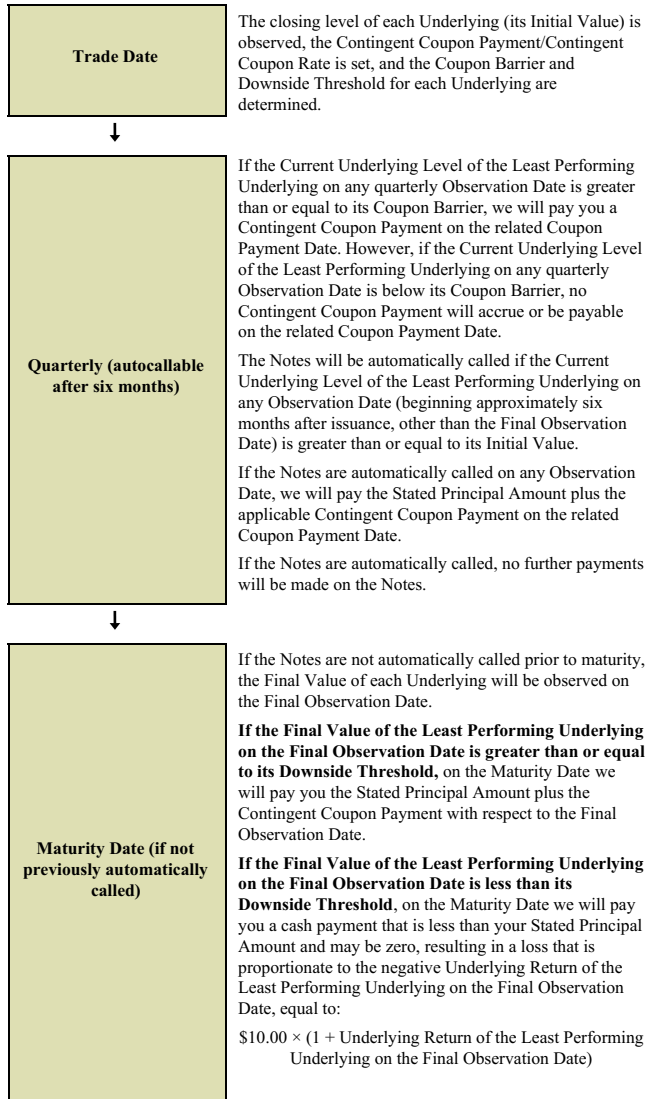 Trade Date
The closing level of each Underlying (its Initial Value) is
observed, the Contingent Coupon Payment/Contingent
Coupon Rate is set, and the Coupon Barrier and
Downside Threshold for each Underlying are
determined.
Quarterly (autocallable
after six months)
If the Current Underlying Level of the Least Performing
Underlying on any quarterly Observation Date is greater
than or equal to its Coupon Barrier, we will pay you a
Contingent Coupon Payment on the related Coupon
Payment Date. However, if the Current Underlying Level
of the Least Performing Underlying on any quarterly
Observation Date is below its Coupon Barrier, no
Contingent Coupon Payment will accrue or be payable
on the related Coupon Payment Date.
The Notes will be automatically called if the Current
Underlying Level of the Least Performing Underlying on
any Observation Date (beginning approximately six
months after issuance, other than the Final Observation
Date) is greater than or equal to its Initial Value.
If the Notes are automatically called on any Observation
Date, we will pay the Stated Principal Amount plus the
applicable Contingent Coupon Payment on the related
Coupon Payment Date.
If the Notes are automatically called, no further payments
will be made on the Notes.
Maturity Date (if not
previously automatically
called)
If the Notes are not automatically called prior to maturity,
the Final Value of each Underlying will be observed on
the Final Observation Date.
If the Final Value of the Least Performing Underlying
on the Final Observation Date is greater than or equal
to its Downside Threshold, on the Maturity Date we
will pay you the Stated Principal Amount plus the
Contingent Coupon Payment with respect to the Final
Observation Date.
If the Final Value of the Least Performing Underlying
on the Final Observation Date is less than its
Downside Threshold, on the Maturity Date we will pay
you a cash payment that is less than your Stated Principal
Amount and may be zero, resulting in a loss that is
proportionate to the negative Underlying Return of the
Least Performing Underlying on the Final Observation
Date, equal to:
$10.00 × (1 + Underlying Return of the Least Performing
Underlying on the Final Observation Date)